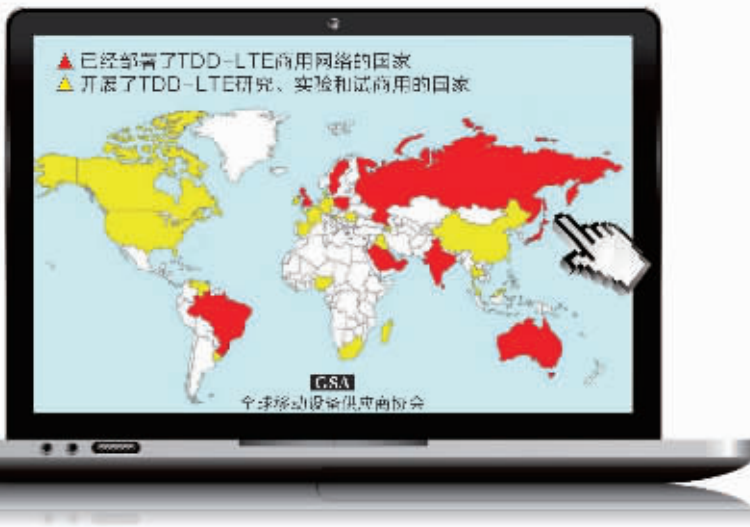 已经部署了TDD-LTE商用网络的国家
开展了TDD-LTE研究、实验和试商用的国家
GSA
全球移动设备供应商协会